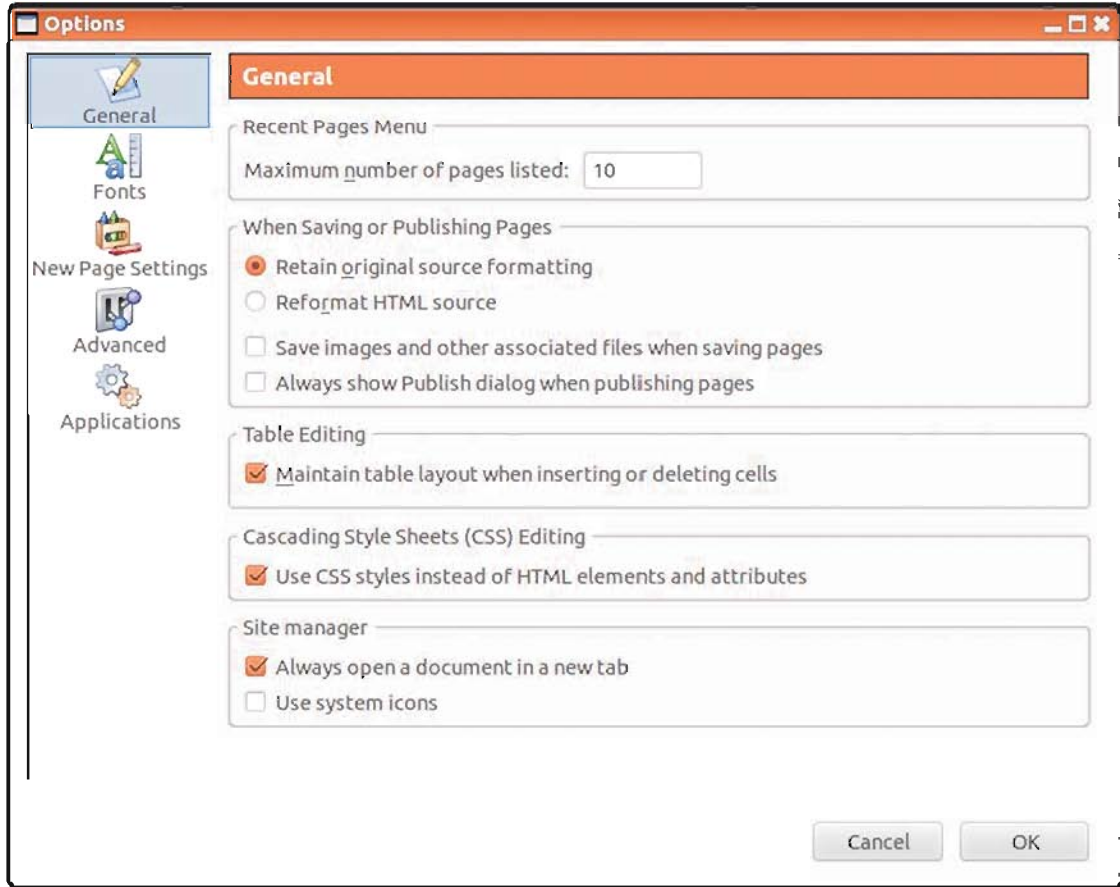 Options
General
Fonts
New Page Settings
Advanced
Applications
General
Recent Pages Menu
Maximum number of pages listed: 10
When Saving or Publishing Pages
Retain original source formatting
Reformat HTML source
Save images and other associated files when saving pages
Always show Publish dialog when publishing pages
Table Editing
Maintain table layout when inserting or deleting cells
Cascading Style Sheets (CSS) Editing
Use CSS styles instead of HTML elements and attributes
Site manager
Always open a document in a new tab
Use system icons
Cancel OK